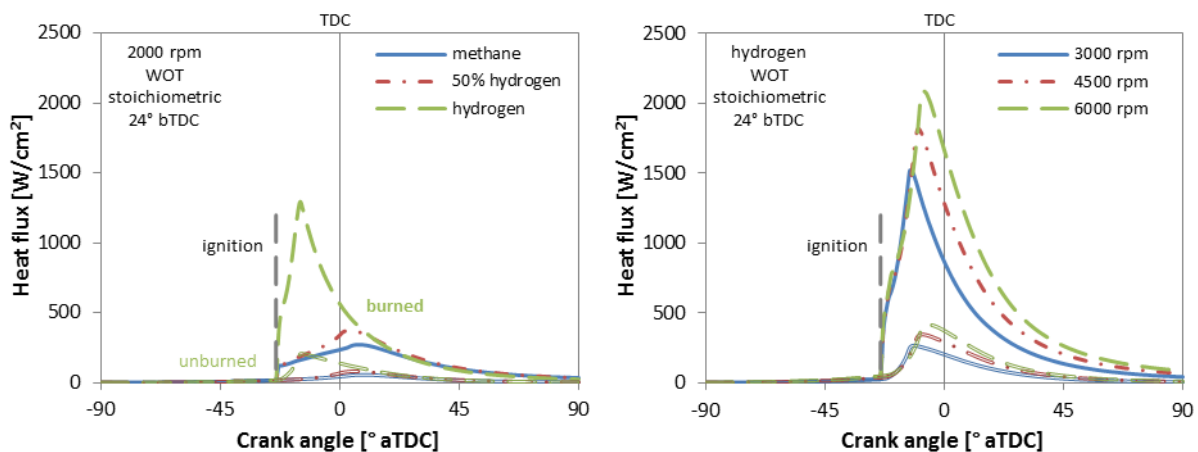 TDC
2500
2000
1500
1000
500
0
Heat flux [W/cm²]
2000 rpm
WOT
stoichiometric
24° bTDC
methane
50% hydrogen
hydrogen
ignition
burned
unburned
-90
-45
0
45
90
Crank angle [° aTDC]
TDC
2500
2000
1500
1000
500
0
Heat flux [W/cm²]
hydrogen
WOT
stoichiometric
24° bTDC
3000 rpm
4500 rpm
6000 rpm
ignition
-90
-45
0
45
90
Crank angle [° aTDC]